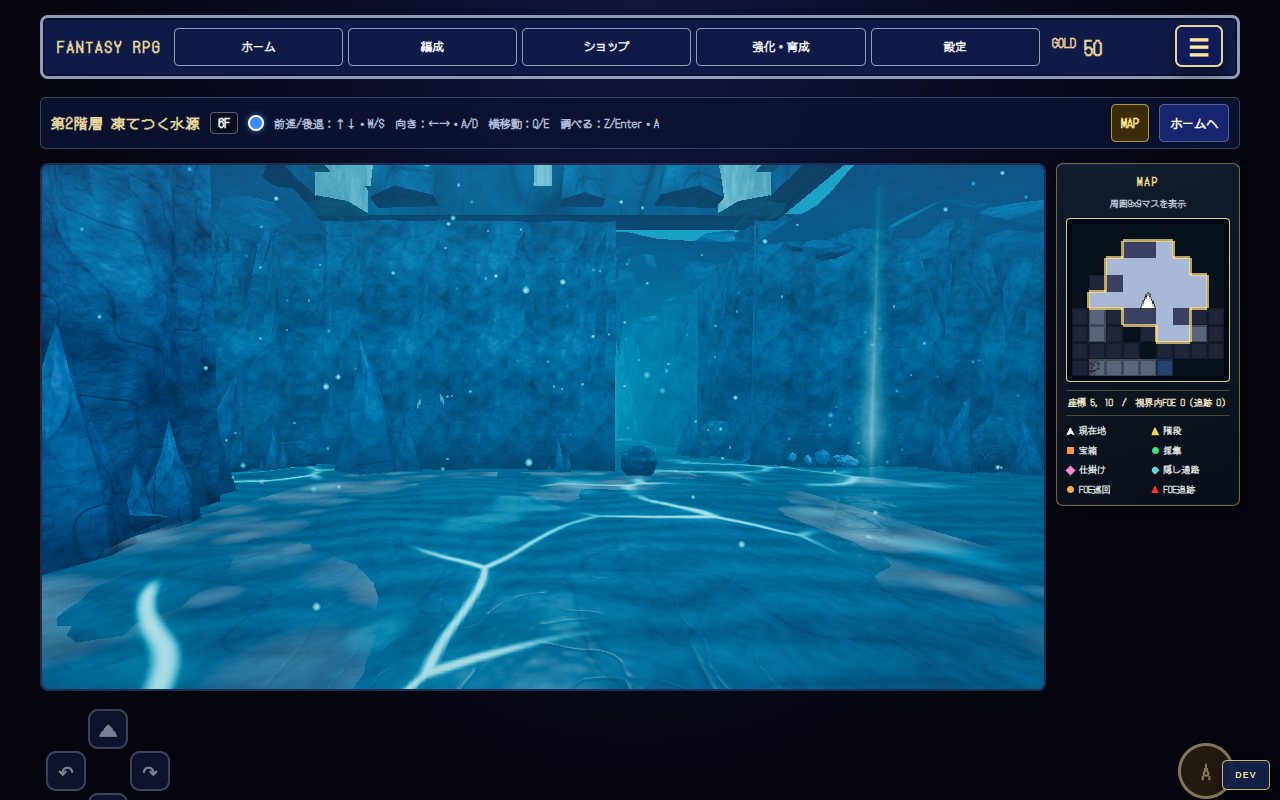 FANTASY RPG
ホーム
編成
ショップ
強化・育成
設定
GOLD 50
第2階層 凍てつく水源
6F
前進/後退：↑↓・W/S 向き：←→・A/D 横移動：Q/E 調べる：Z/Enter・A
MAP
ホームへ
MAP
周囲9x9マスを表示
座標 5, 10 / 視界内FOE 0 (追跡 0)
現在地
階段
宝箱
採集
仕掛け
隠し通路
FOE巡回
FOE追跡
A
DEV